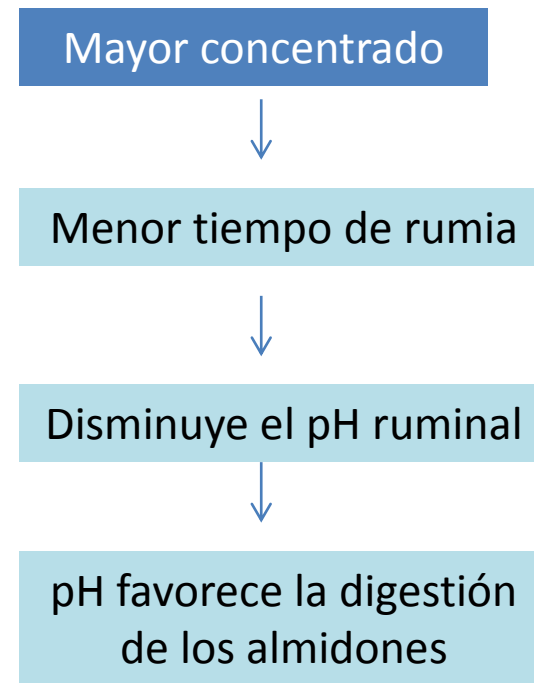 Mayor concentrado
Menor tiempo de rumia
Disminuye el pH ruminal
pH favorece la digestión
de los almidones